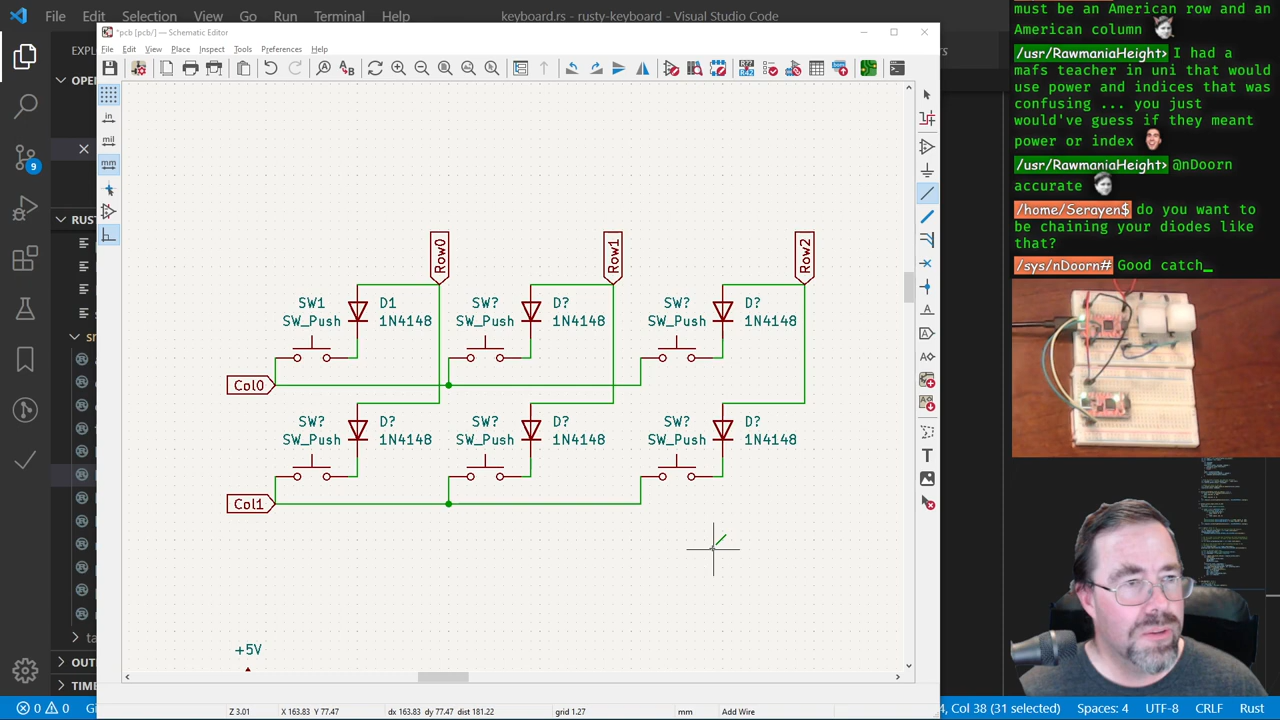 File Edit Selection View Go Run Terminal Help
keyboard.rs - rusty-keyboard - Visual Studio Code
*pcb [pcb/] — Schematic Editor
File Edit View Place Inspect Tools Preferences Help
in
mil
mm
9
Row0
Row1
Row2
SW1
SW_Push
D1
1N4148
SW?
SW_Push
D?
1N4148
SW?
SW_Push
D?
1N4148
Col0
SW?
SW_Push
D?
1N4148
SW?
SW_Push
D?
1N4148
SW?
SW_Push
D?
1N4148
Col1
+5V
Z 3.01
X 163.83 Y 77.47
dx 163.83 dy 77.47 dist 181.22
grid 1.27
mm
Add Wire
0 0
Col 38 (31 selected)
Spaces: 4
UTF-8
CRLF
Rust
must be an American row and an
American column
/usr/RawmaniaHeight> I had a
mafs teacher in uni that would
use power and indices that was
confusing ... you just
would've guess if they meant
power or index
/usr/RawmaniaHeight> @nDoorn
accurate
/home/Serayen$ do you want to
be chaining your diodes like
that?
/sys/nDoorn# Good catch_